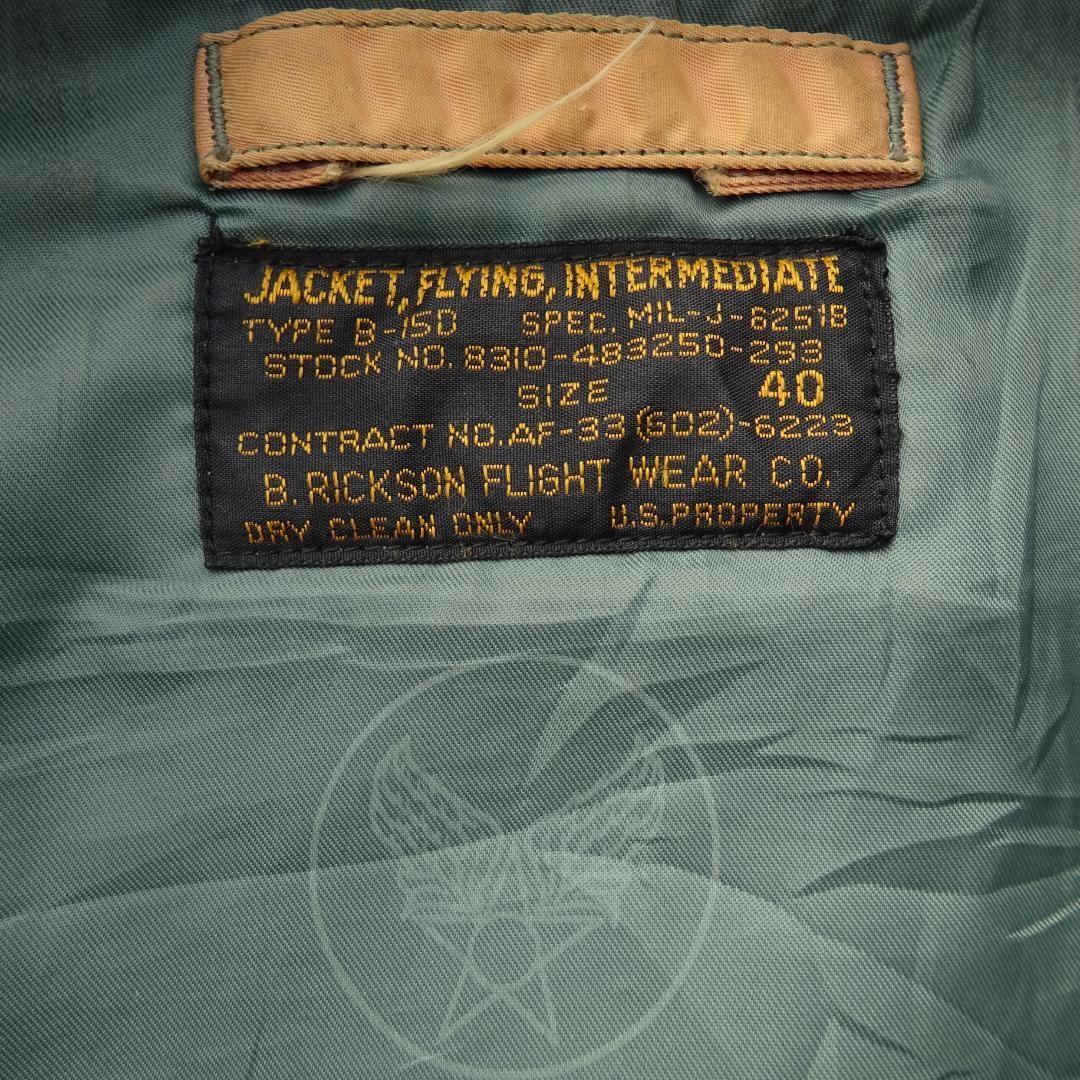 JACKET, FLYING, INTERMEDIATE
TYPE B-15D SPEC. MIL-J-6251B
STOCK NO. 8310-483250-293
SIZE 40
CONTRACT NO. AF-33 (602)-6223
B. RICKSON FLIGHT WEAR CO.
DRY CLEAN ONLY U.S. PROPERTY